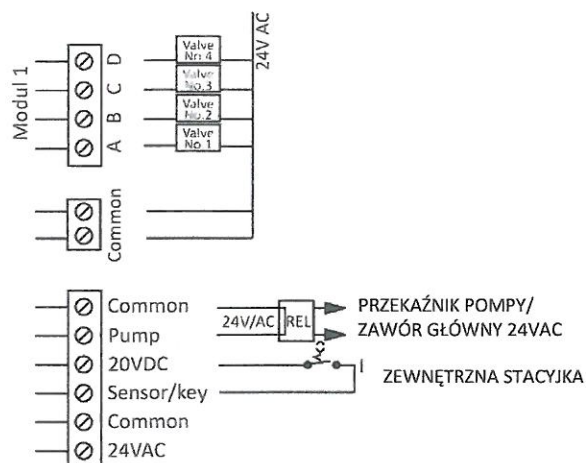 Modul 1
D
C
B
A
Valve
No.4
Valve
No.3
Valve
No.2
Valve
No.1
24V AC
Common
Common
Pump
20VDC
Sensor/key
Common
24VAC
24V/AC
REL
PRZEKAŹNIK POMPY/
ZAWÓR GŁÓWNY 24VAC
I
ZEWNĘTRZNA STACYJKA